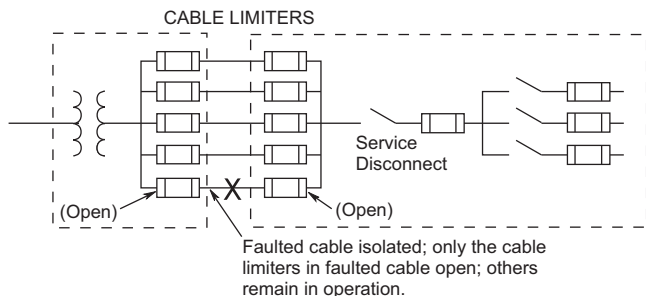 CABLE LIMITERS
Service
Disconnect
(Open)
(Open)
Faulted cable isolated; only the cable
limiters in faulted cable open; others
remain in operation.